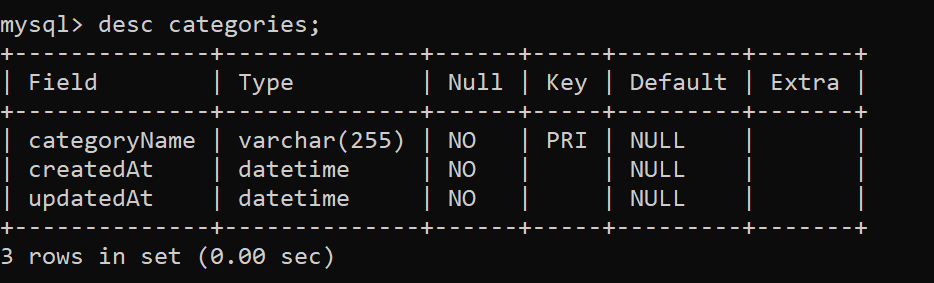 mysql> desc categories;
+--------------+--------------+------+-----+---------+-------+
| Field        | Type         | Null | Key | Default | Extra |
+--------------+--------------+------+-----+---------+-------+
| categoryName | varchar(255) | NO   | PRI | NULL    |       |
| createdAt    | datetime     | NO   |     | NULL    |       |
| updatedAt    | datetime     | NO   |     | NULL    |       |
+--------------+--------------+------+-----+---------+-------+
3 rows in set (0.00 sec)